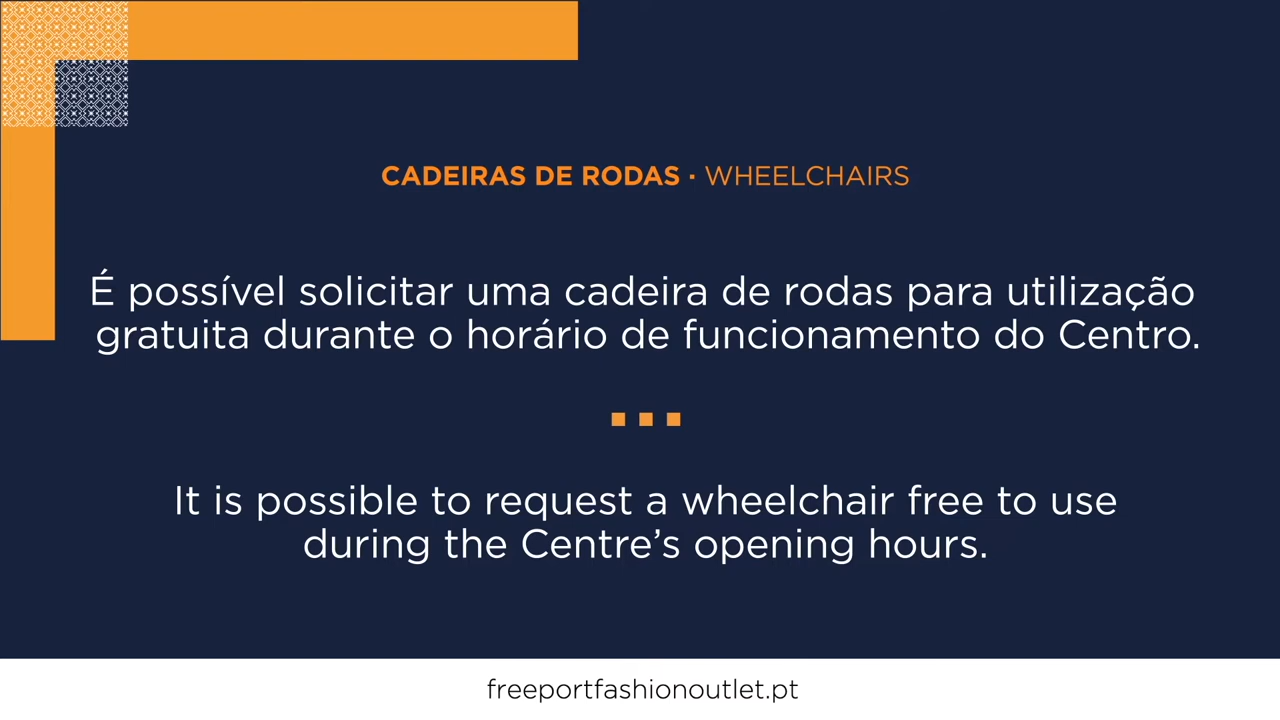 CADEIRAS DE RODAS · WHEELCHAIRS
É possível solicitar uma cadeira de rodas para utilização
gratuita durante o horário de funcionamento do Centro.
It is possible to request a wheelchair free to use
during the Centre’s opening hours.
freeportfashionoutlet.pt